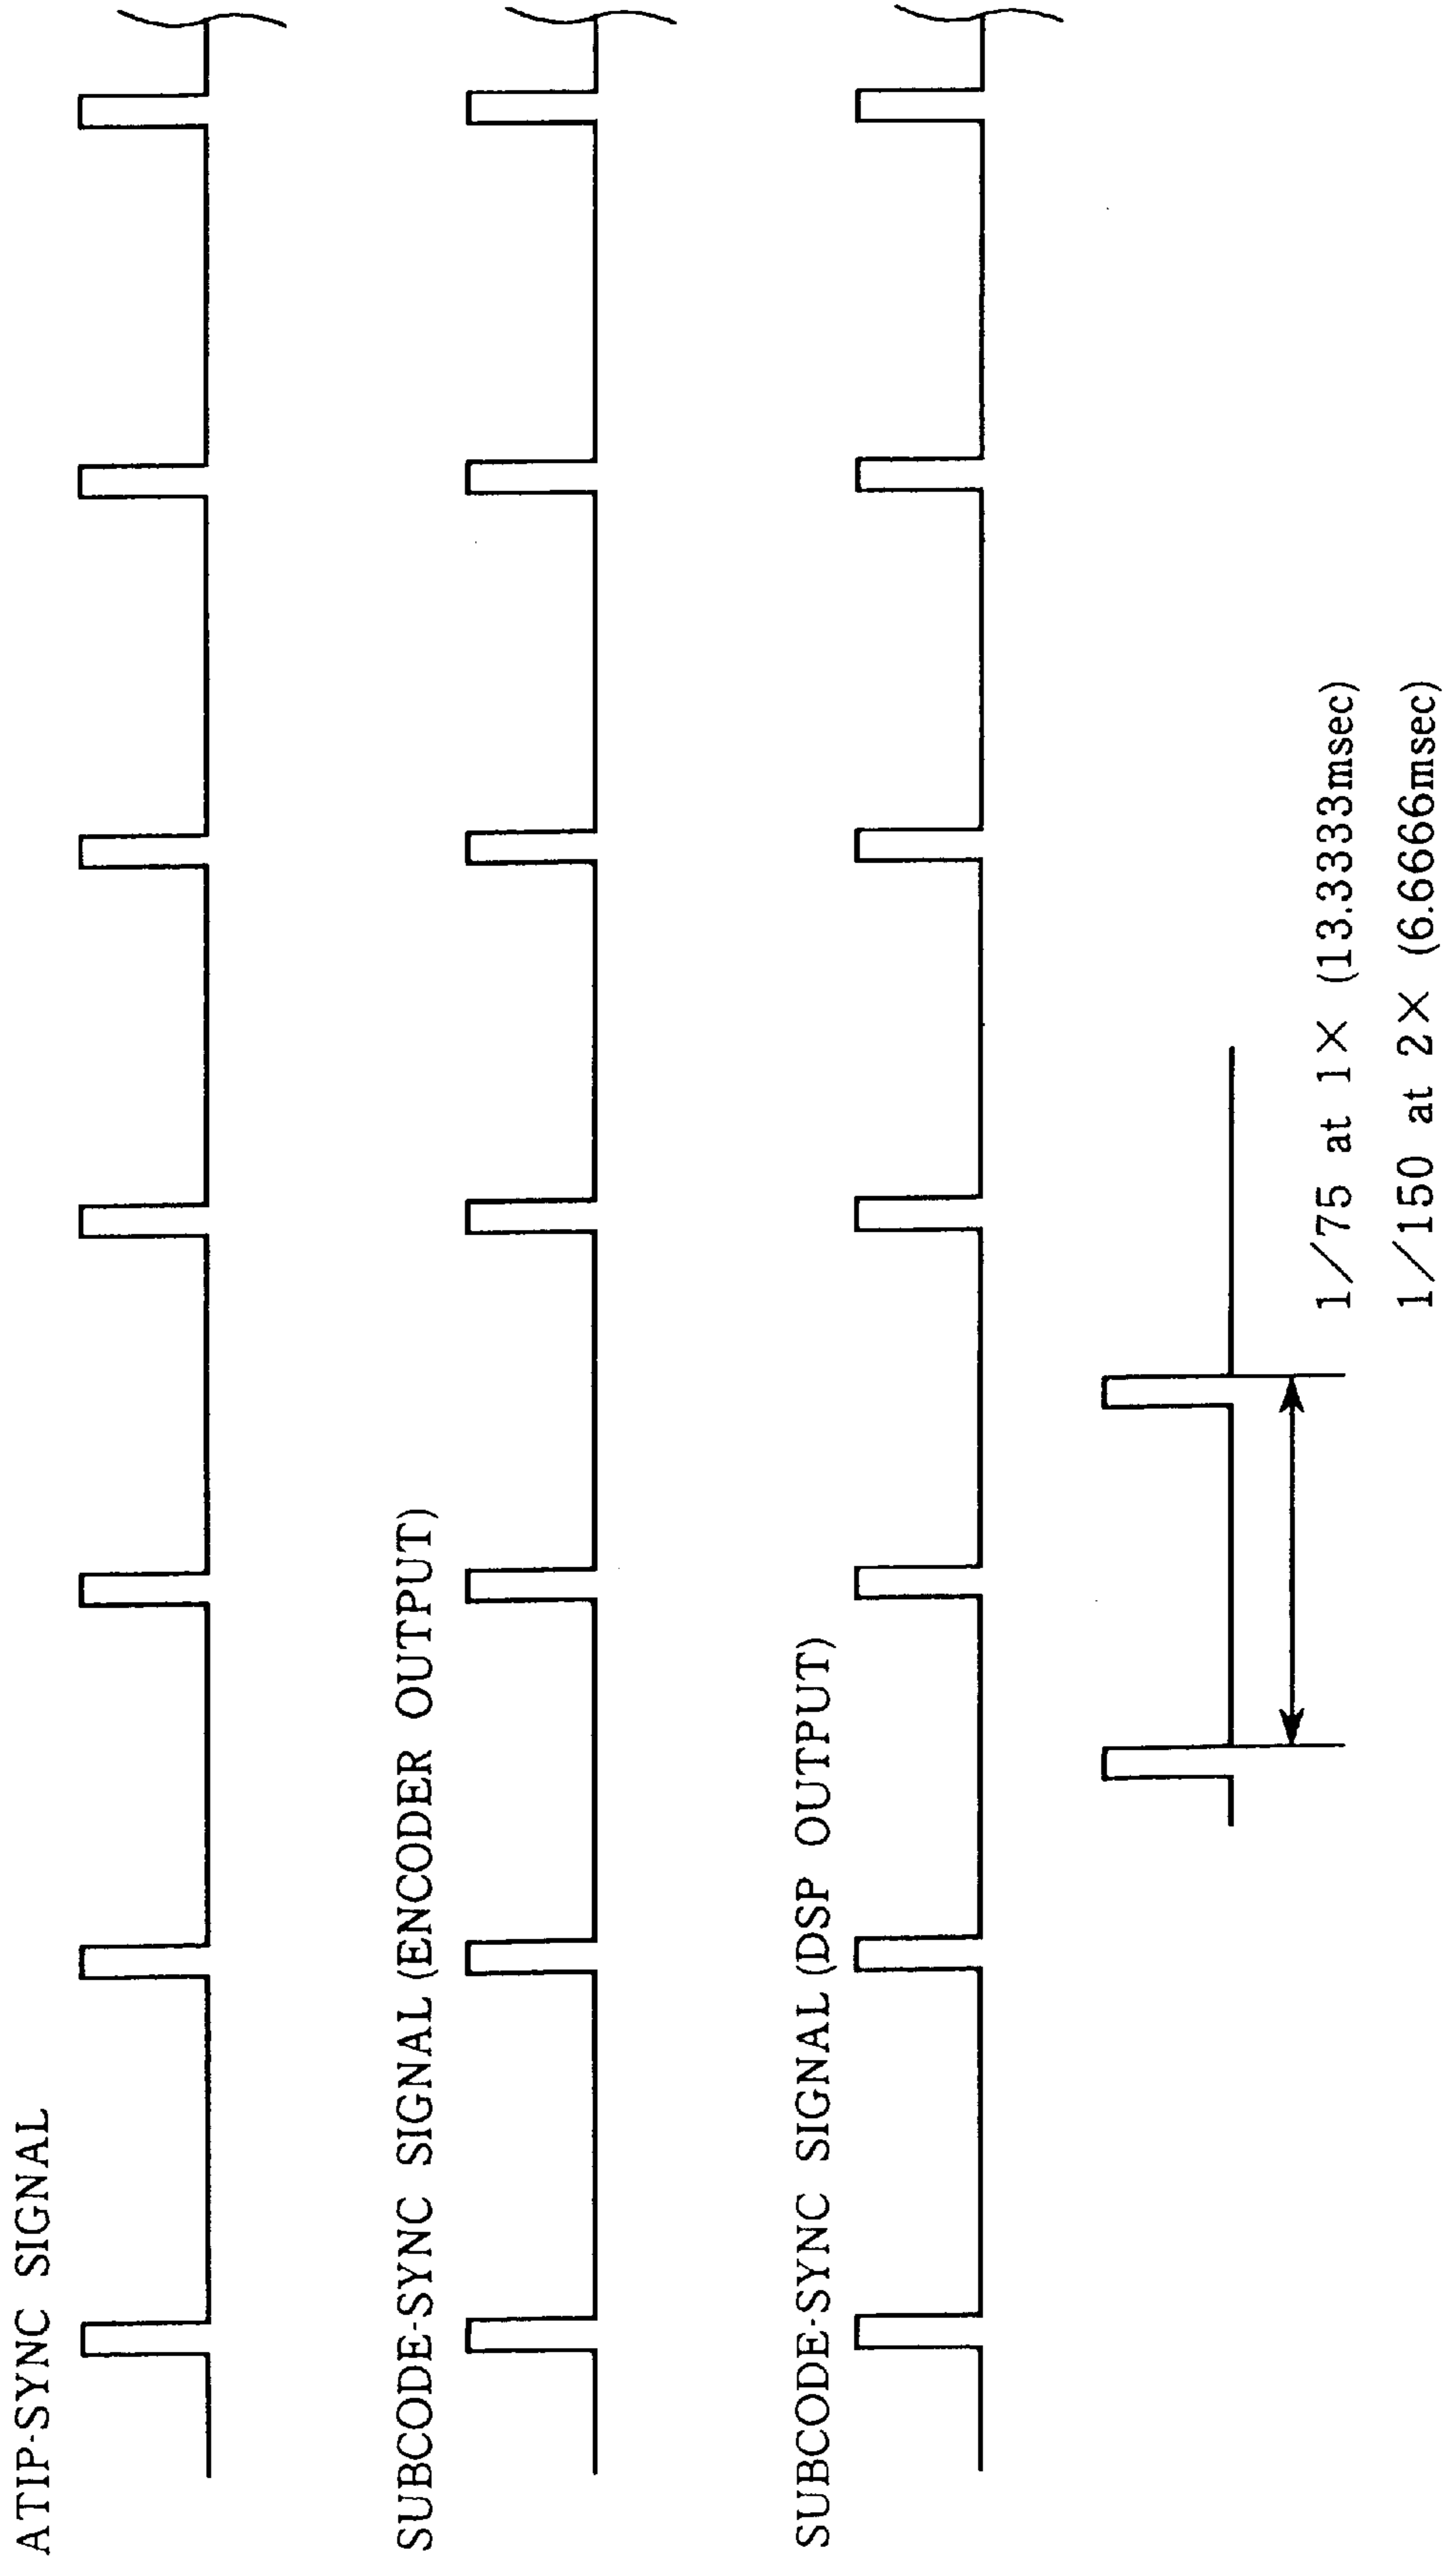 ATIP-SYNC SIGNAL
SUBCODE-SYNC SIGNAL (ENCODER OUTPUT)
SUBCODE-SYNC SIGNAL (DSP OUTPUT)
1/75 at 1× (13.3333msec)
1/150 at 2× (6.6666msec)